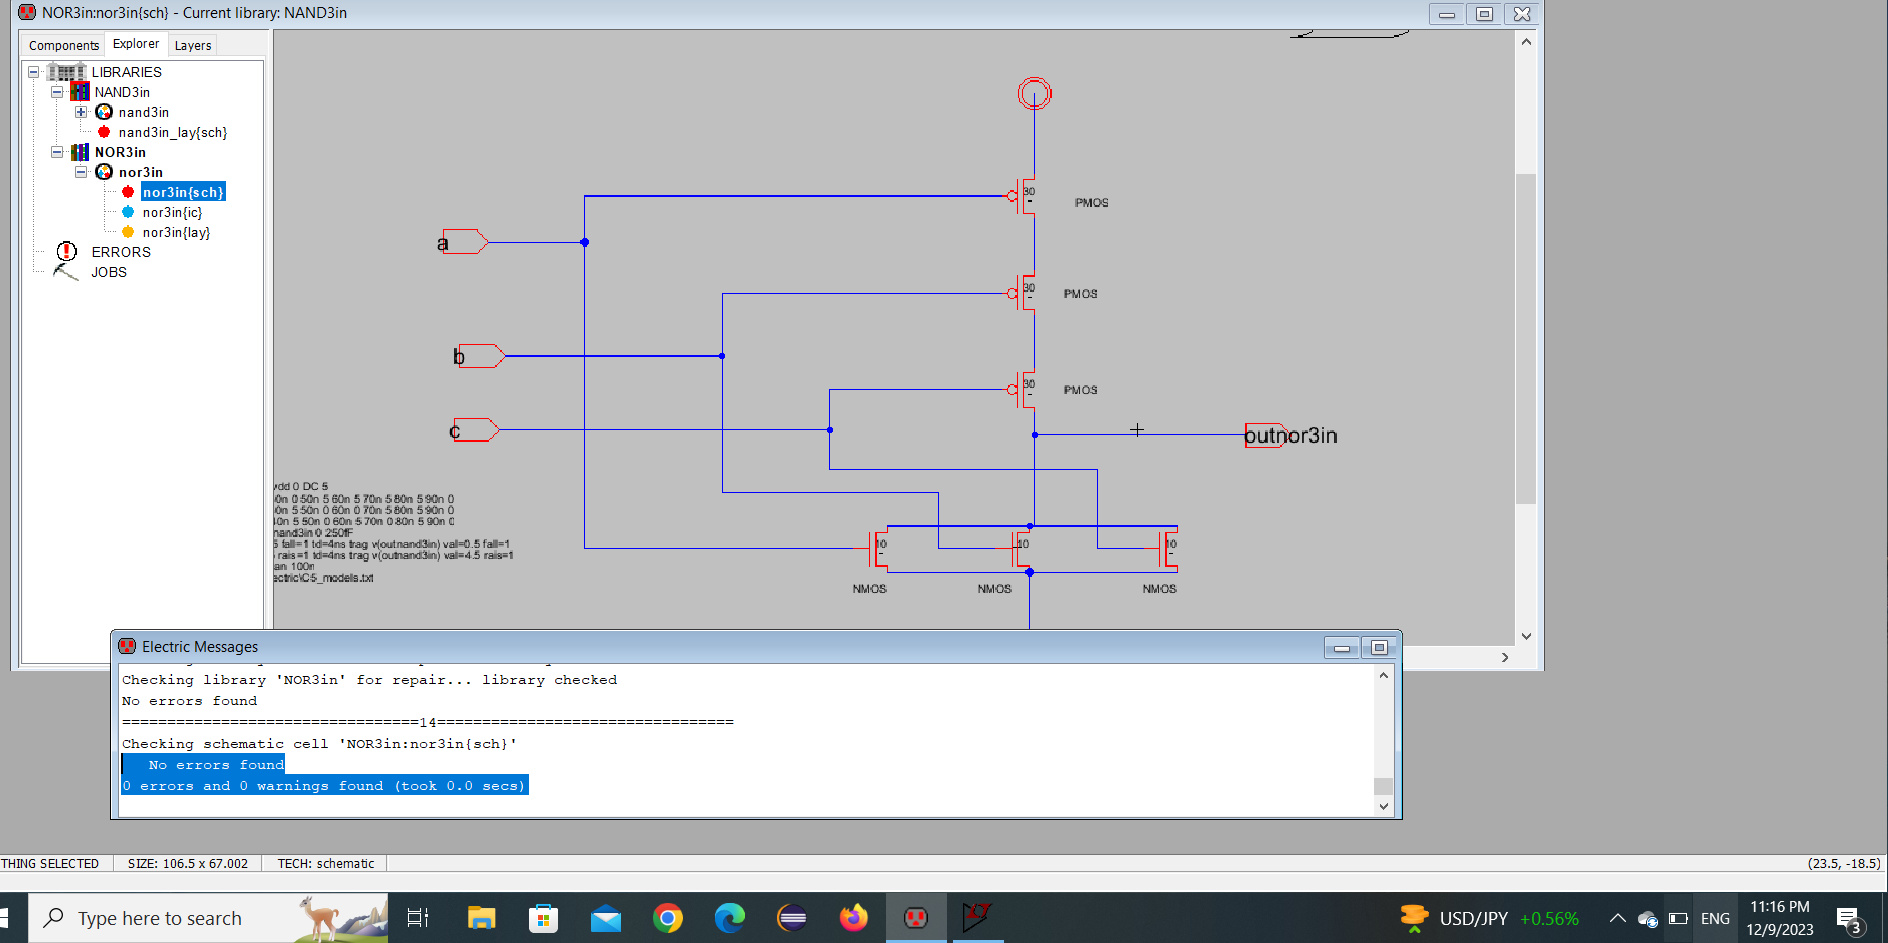 NOR3in:nor3in{sch} - Current library: NAND3in
Components
Explorer
Layers
LIBRARIES
NAND3in
nand3in
nand3in_lay{sch}
NOR3in
nor3in
nor3in{sch}
nor3in{ic}
nor3in{lay}
ERRORS
JOBS
30
PMOS
a
30
PMOS
b
30
PMOS
c
outnor3in
vdd 0 DC 5
0n 0 50n 5 60n 5 70n 5 80n 5 90n 0
0n 5 50n 0 60n 0 70n 5 80n 5 90n 0
0n 5 50n 0 60n 5 70n 0 80n 5 90n 0
nand3in 0 250fF
fall=1 td=4ns trag v(outnand3in) val=0.5 fall=1
rais=1 td=4ns trag v(outnand3in) val=4.5 rais=1
an 100n
ectric\C5_models.txt
10
10
10
NMOS
NMOS
NMOS
Electric Messages
Checking library 'NOR3in' for repair... library checked
No errors found
=================================14=================================
Checking schematic cell 'NOR3in:nor3in{sch}'
No errors found
0 errors and 0 warnings found (took 0.0 secs)
THING SELECTED
SIZE: 106.5 x 67.002
TECH: schematic
(23.5, -18.5)
Type here to search
USD/JPY +0.56%
ENG
11:16 PM
12/9/2023
3